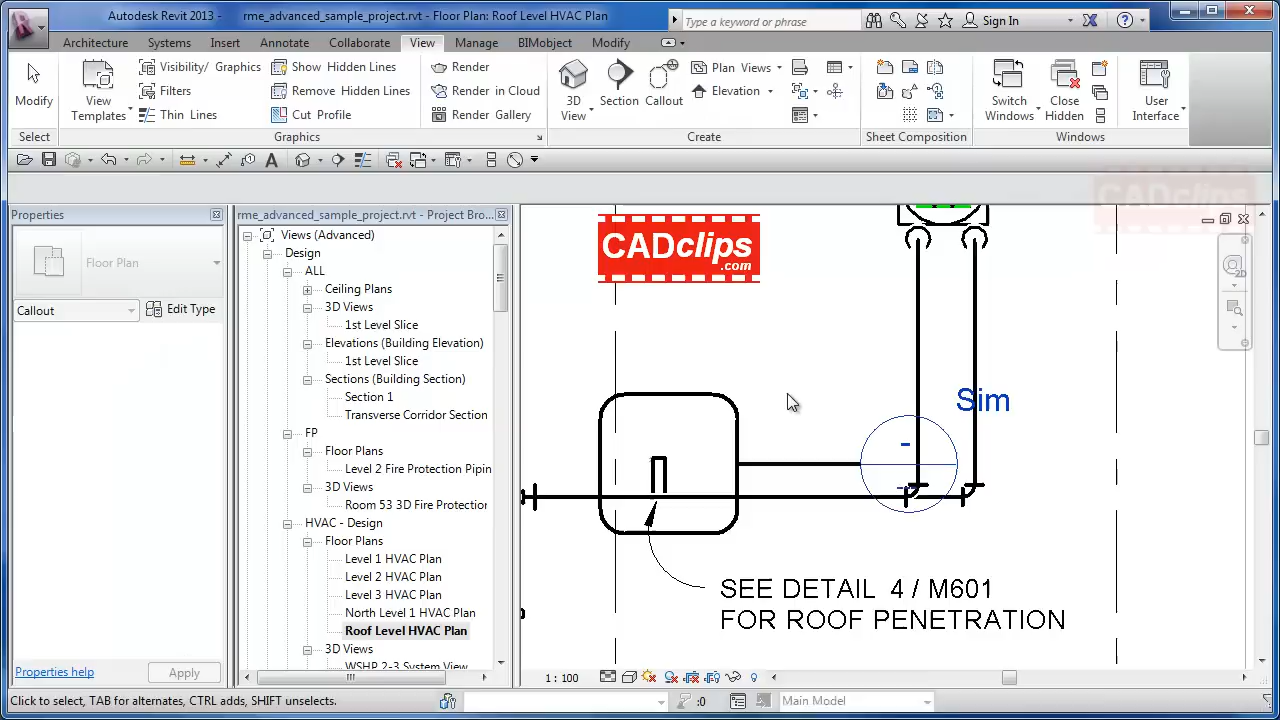 Autodesk Revit 2013 - rme_advanced_sample_project.rvt - Floor Plan: Roof Level HVAC Plan
Type a keyword or phrase
Sign In
Architecture Systems Insert Annotate Collaborate View Manage BIMobject Modify
Modify
View
Templates
Visibility/ Graphics
Filters
Thin Lines
Show Hidden Lines
Remove Hidden Lines
Cut Profile
Render
Render in Cloud
Render Gallery
3D
View
Section
Callout
Plan Views
Elevation
Switch
Windows
Close
Hidden
User
Interface
Select Graphics Create Sheet Composition Windows
Properties
Floor Plan
Callout
Edit Type
Properties help
Apply
rme_advanced_sample_project.rvt - Project Bro...
Views (Advanced)
Design
ALL
Ceiling Plans
3D Views
1st Level Slice
Elevations (Building Elevation)
1st Level Slice
Sections (Building Section)
Section 1
Transverse Corridor Section
FP
Floor Plans
Level 2 Fire Protection Pipin
3D Views
Room 53 3D Fire Protectio
HVAC - Design
Floor Plans
Level 1 HVAC Plan
Level 2 HVAC Plan
Level 3 HVAC Plan
North Level 1 HVAC Plan
Roof Level HVAC Plan
3D Views
WSHP 2-3 System View
CADclips
.com
CADclips
Sim
SEE DETAIL 4 / M601
FOR ROOF PENETRATION
1 : 100
Click to select, TAB for alternates, CTRL adds, SHIFT unselects.
:0
Main Model